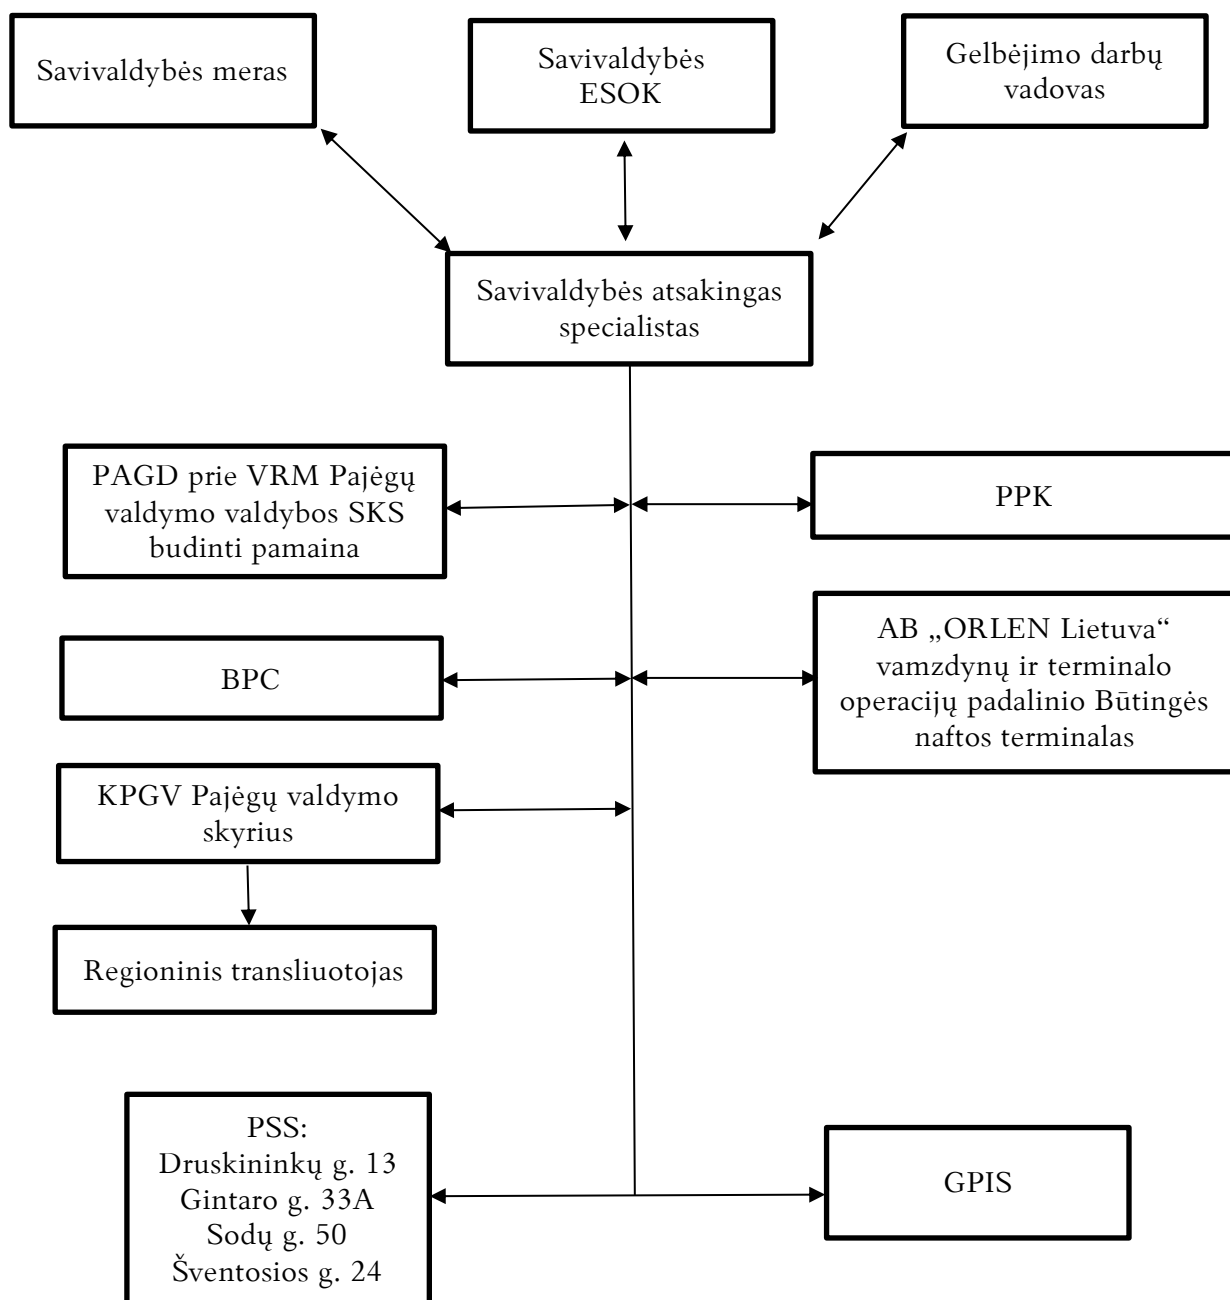 Savivaldybės meras
Savivaldybės
ESOK
Gelbėjimo darbų
vadovas
Savivaldybės atsakingas
specialistas
PAGD prie VRM Pajėgų
valdymo valdybos SKS
budinti pamaina
PPK
BPC
AB „ORLEN Lietuva“
vamzdynų ir terminalo
operacijų padalinio Būtingės
naftos terminalas
KPGV Pajėgų valdymo
skyrius
Regioninis transliuotojas
PSS:
Druskininkų g. 13
Gintaro g. 33A
Sodų g. 50
Šventosios g. 24
GPIS